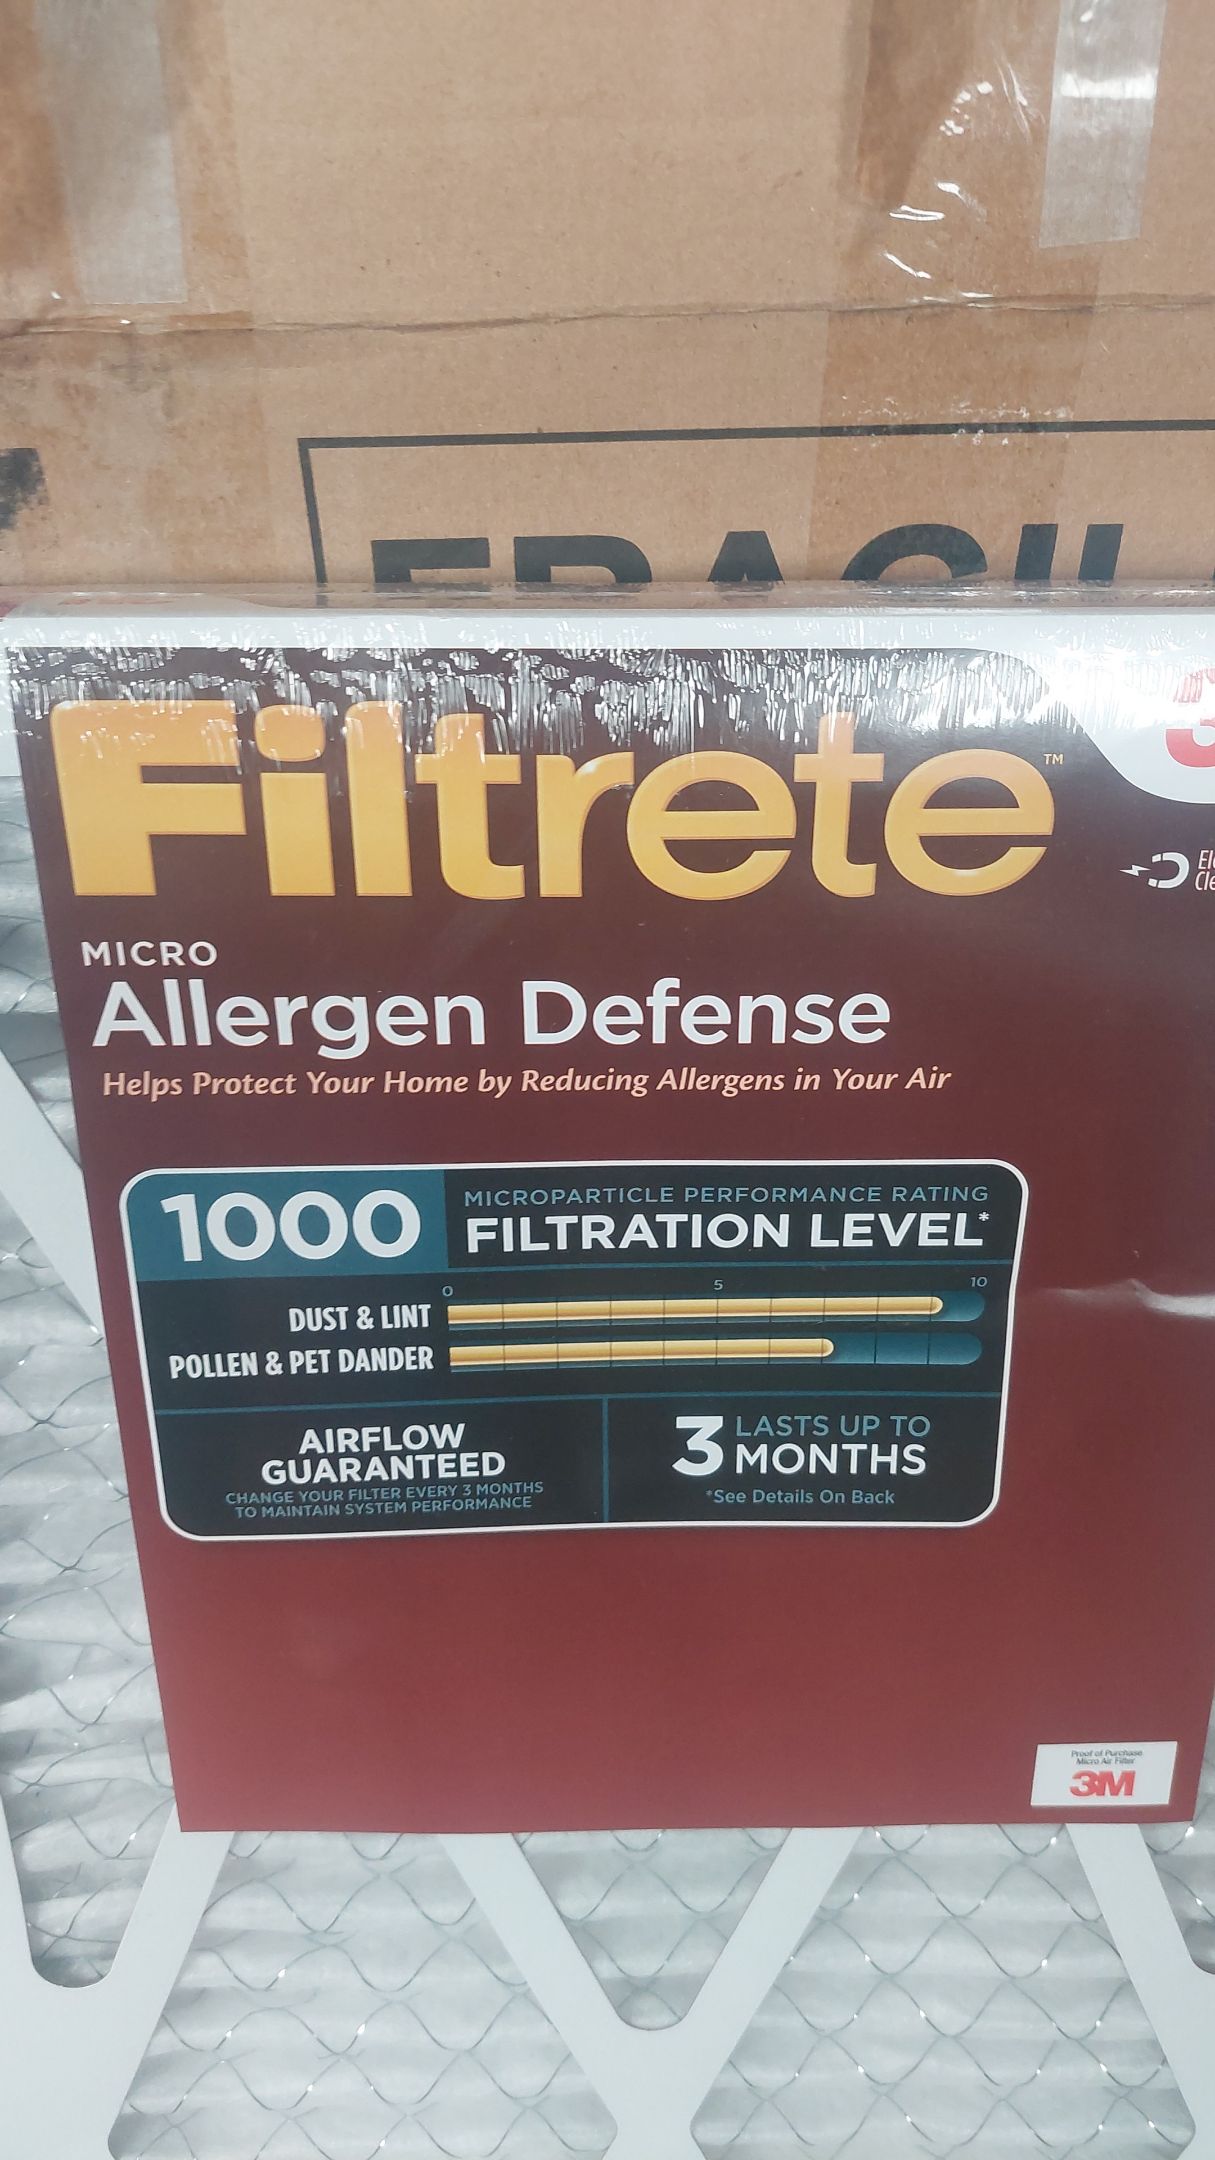 Filtrete™
MICRO
Allergen Defense
Helps Protect Your Home by Reducing Allergens in Your Air
1000
MICROPARTICLE PERFORMANCE RATING
FILTRATION LEVEL*
0 5 10
DUST & LINT
POLLEN & PET DANDER
AIRFLOW
GUARANTEED
CHANGE YOUR FILTER EVERY 3 MONTHS
TO MAINTAIN SYSTEM PERFORMANCE
3 LASTS UP TO
MONTHS
*See Details On Back
Proof of Purchase
Micro Air Filter
3M